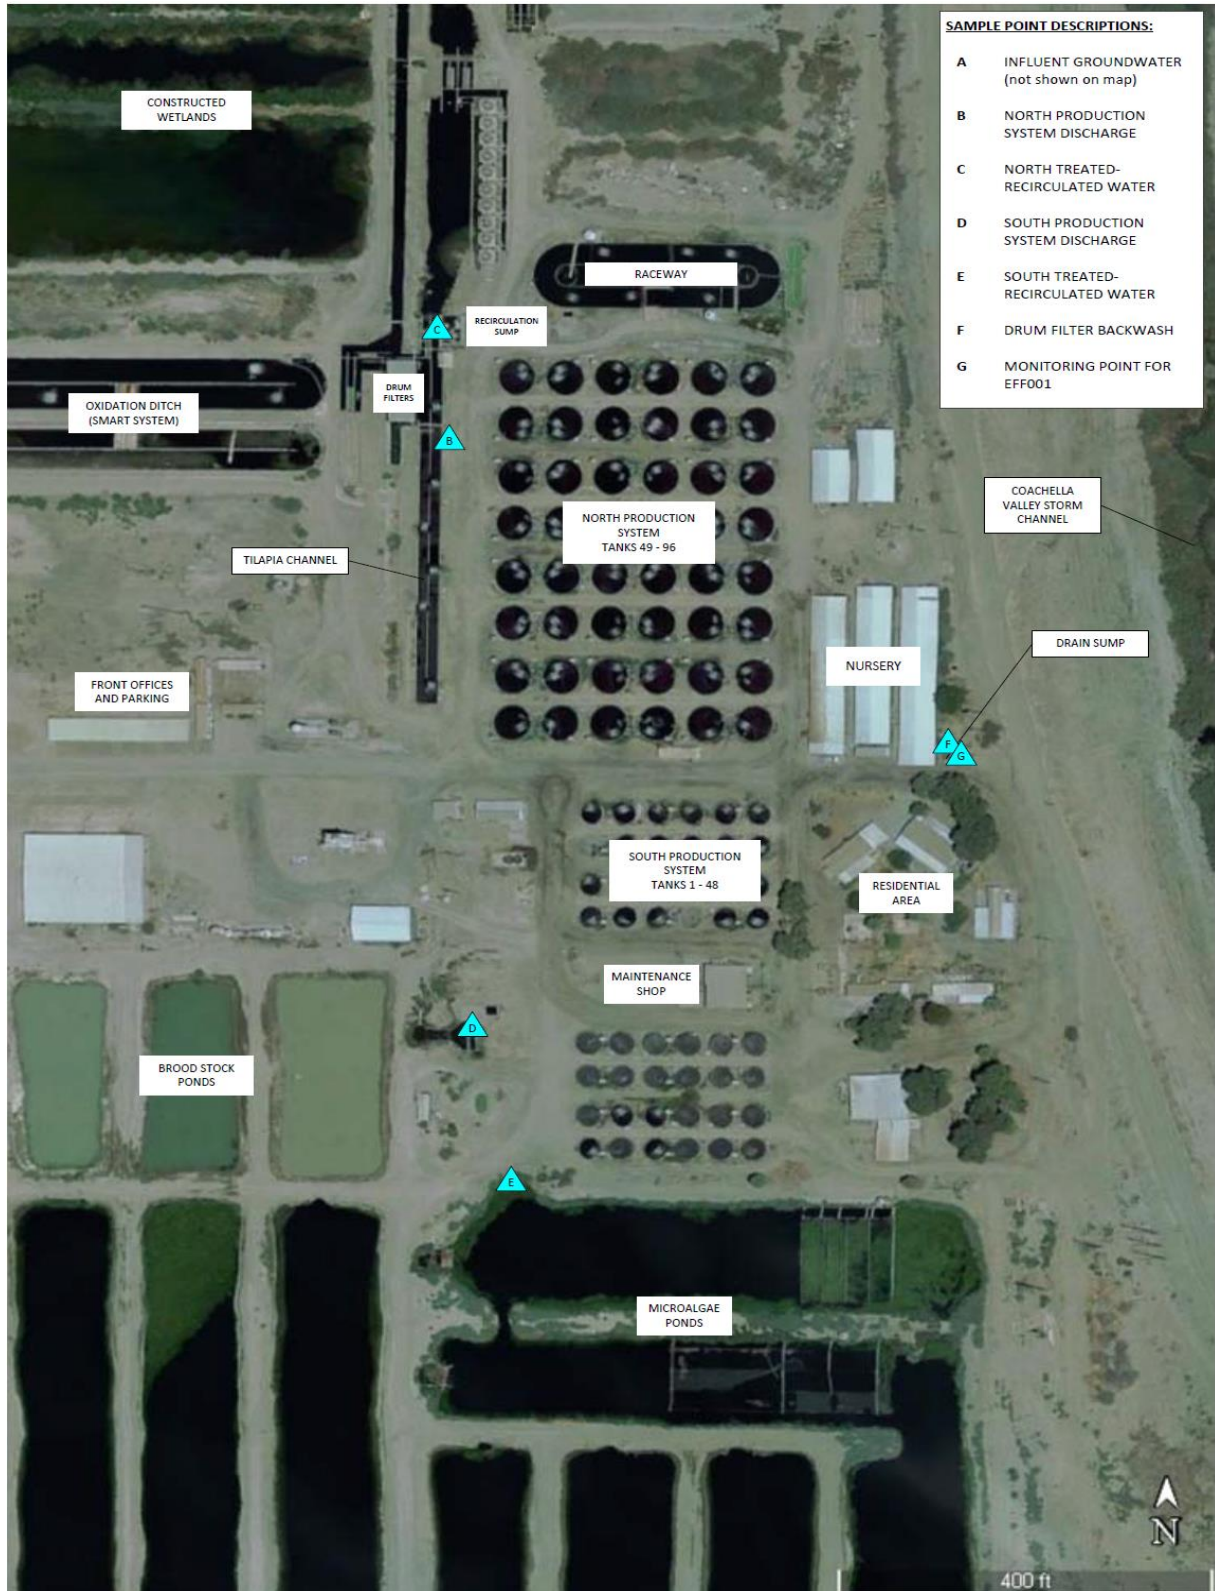 SAMPLE POINT DESCRIPTIONS:
A INFLUENT GROUNDWATER
(not shown on map)
B NORTH PRODUCTION
SYSTEM DISCHARGE
C NORTH TREATED-
RECIRCULATED WATER
D SOUTH PRODUCTION
SYSTEM DISCHARGE
E SOUTH TREATED-
RECIRCULATED WATER
F DRUM FILTER BACKWASH
G MONITORING POINT FOR
EFF001
CONSTRUCTED
WETLANDS
RACEWAY
RECIRCULATION
SUMP
C
DRUM
FILTERS
OXIDATION DITCH
(SMART SYSTEM)
B
COACHELLA
VALLEY STORM
CHANNEL
NORTH PRODUCTION
SYSTEM
TANKS 49 - 96
TILAPIA CHANNEL
DRAIN SUMP
NURSERY
FRONT OFFICES
AND PARKING
F
G
SOUTH PRODUCTION
SYSTEM
TANKS 1 - 48
RESIDENTIAL
AREA
MAINTENANCE
SHOP
D
BROOD STOCK
PONDS
E
MICROALGAE
PONDS
N
400 ft